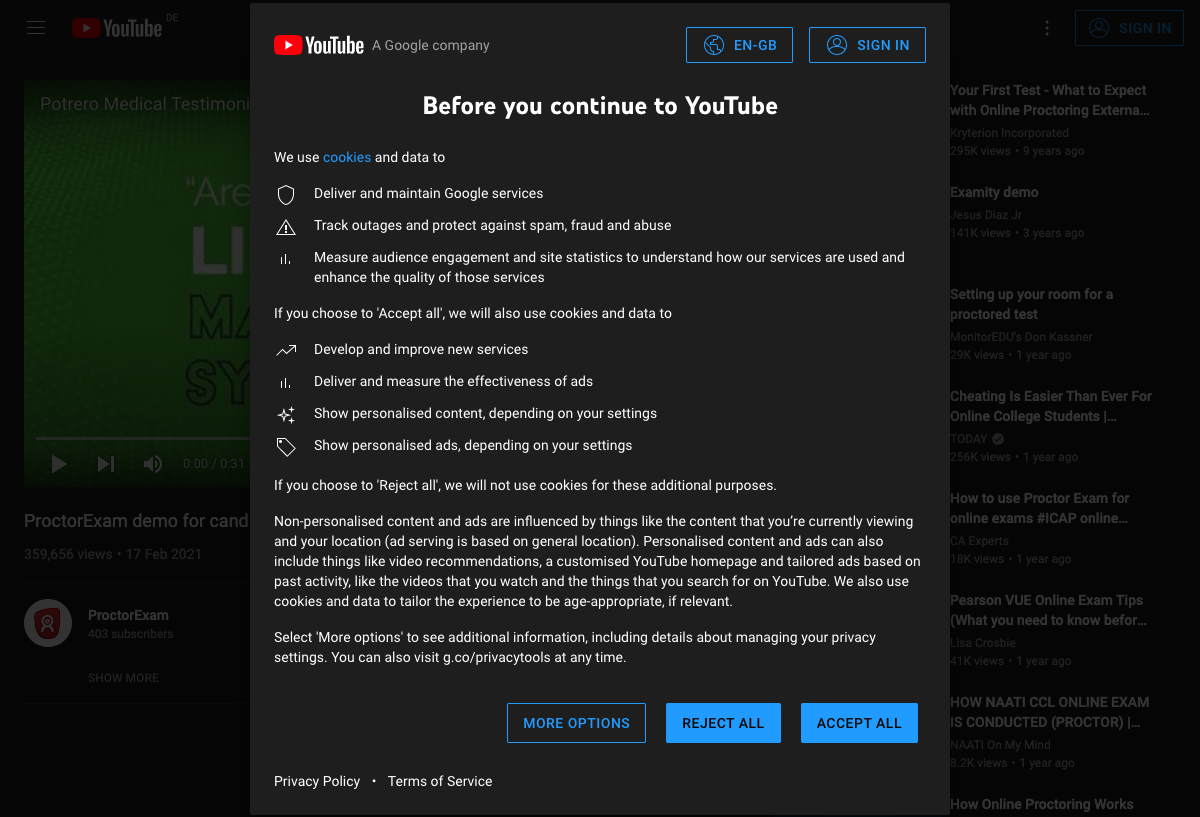 YouTube DE
SIGN IN
Potrero Medical Testimoni
"Are
LI
MA
SY
0:00 / 0:31
ProctorExam demo for cand
359,656 views • 17 Feb 2021
ProctorExam
403 subscribers
SHOW MORE
YouTube A Google company
EN-GB
SIGN IN
Before you continue to YouTube
We use cookies and data to
Deliver and maintain Google services
Track outages and protect against spam, fraud and abuse
Measure audience engagement and site statistics to understand how our services are used and
enhance the quality of those services
If you choose to 'Accept all', we will also use cookies and data to
Develop and improve new services
Deliver and measure the effectiveness of ads
Show personalised content, depending on your settings
Show personalised ads, depending on your settings
If you choose to 'Reject all', we will not use cookies for these additional purposes.
Non-personalised content and ads are influenced by things like the content that you're currently viewing
and your location (ad serving is based on general location). Personalised content and ads can also
include things like video recommendations, a customised YouTube homepage and tailored ads based on
past activity, like the videos that you watch and the things that you search for on YouTube. We also use
cookies and data to tailor the experience to be age-appropriate, if relevant.
Select 'More options' to see additional information, including details about managing your privacy
settings. You can also visit g.co/privacytools at any time.
MORE OPTIONS
REJECT ALL
ACCEPT ALL
Privacy Policy • Terms of Service
Your First Test - What to Expect
with Online Proctoring Externa...
Kryterion Incorporated
295K views • 9 years ago
Examity demo
Jesus Diaz Jr
141K views • 3 years ago
Setting up your room for a
proctored test
MonitorEDU's Don Kassner
29K views • 1 year ago
Cheating Is Easier Than Ever For
Online College Students |...
TODAY
256K views • 1 year ago
How to use Proctor Exam for
online exams #ICAP online...
CA Experts
18K views • 1 year ago
Pearson VUE Online Exam Tips
(What you need to know befor...
Lisa Crosbie
41K views • 1 year ago
HOW NAATI CCL ONLINE EXAM
IS CONDUCTED (PROCTOR) |...
NAATI On My Mind
8.2K views • 1 year ago
How Online Proctoring Works